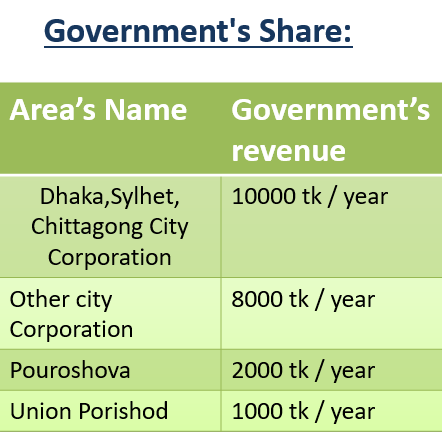 Government's Share:
Area’s Name
Government’s
revenue
Dhaka,Sylhet,
Chittagong City
Corporation
10000 tk / year
Other city
Corporation
8000 tk / year
Pouroshova
2000 tk / year
Union Porishod
1000 tk / year